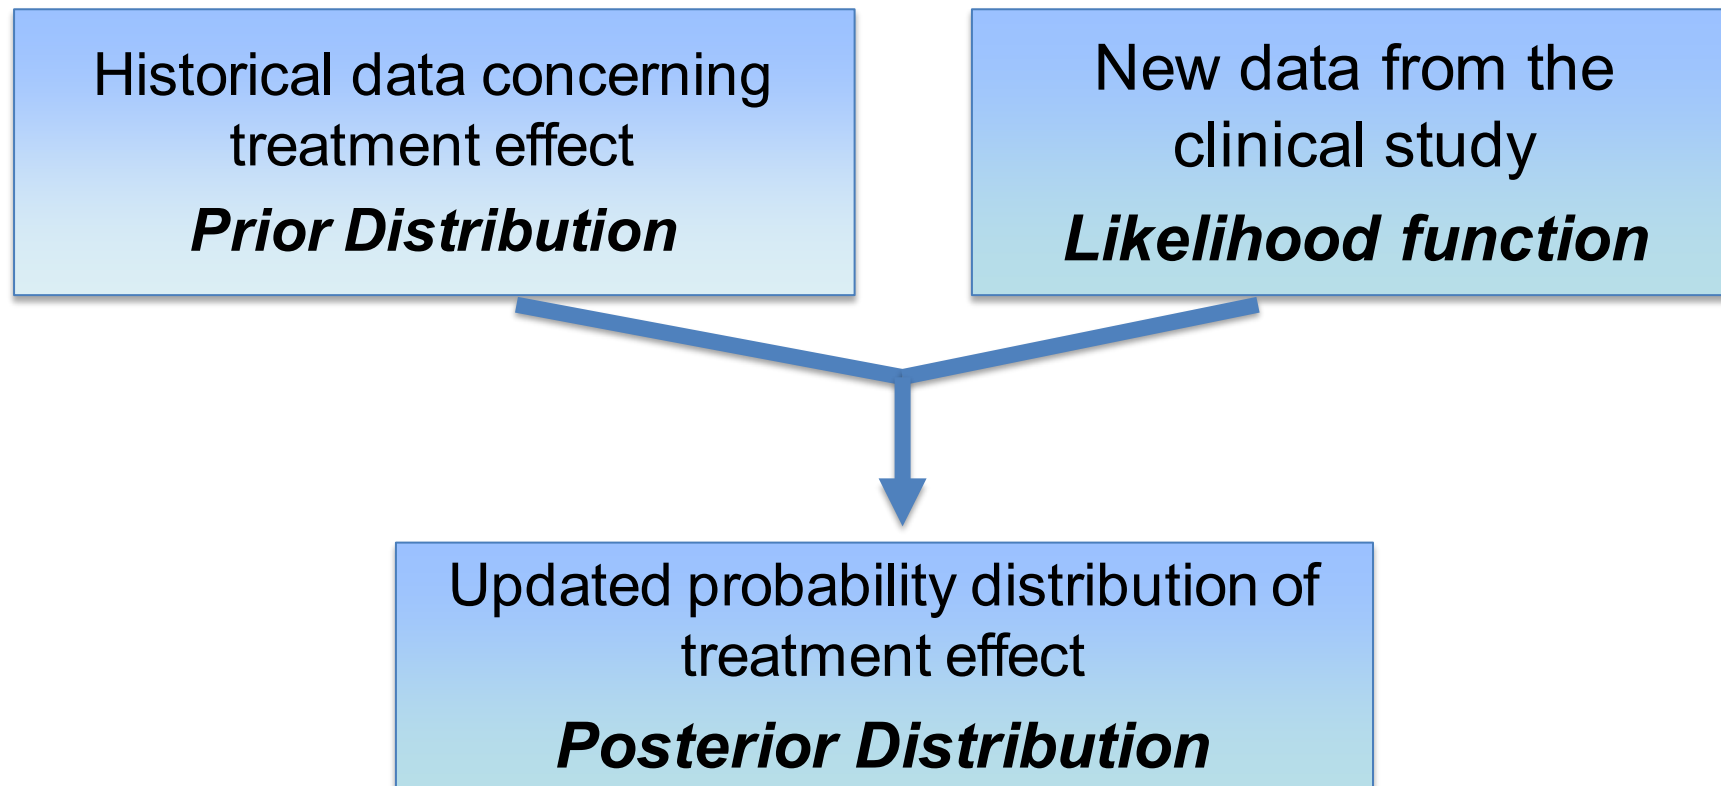 Historical data concerning
treatment effect
Prior Distribution
New data from the
clinical study
Likelihood function
Updated probability distribution of
treatment effect
Posterior Distribution